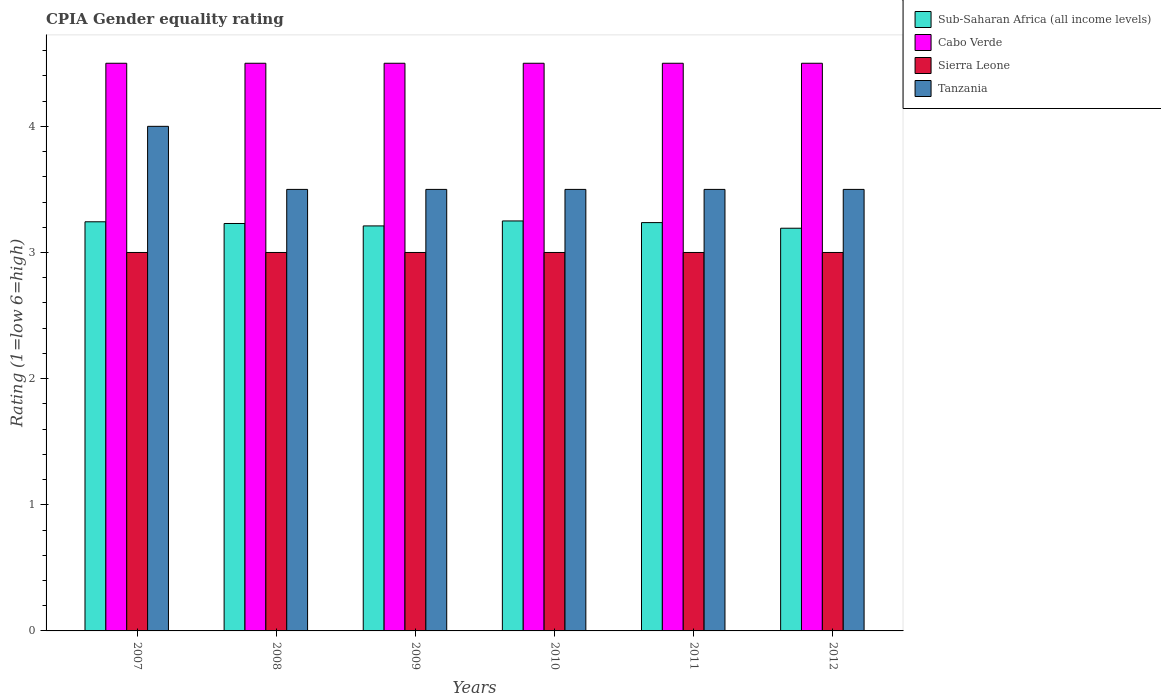 CPIA Gender equality rating
Sub-Saharan Africa (all income levels)
Cabo Verde
Sierra Leone
Tanzania
Rating (1=low 6=high)
4
3
2
1
0
2007
2008
2009
2010
2011
2012
Years